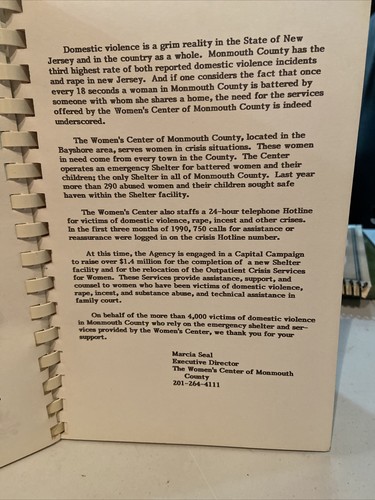 Domestic violence is a grim reality in the State of New
Jersey and in the country as a whole. Monmouth County has the
third highest rate of both reported domestic violence incidents
and rape in new Jersey. And if one considers the fact that once
every 18 seconds a woman in Monmouth County is battered by
someone with whom she shares a home, the need for the services
offered by the Women's Center of Monmouth County is indeed
underscored.
The Women's Center of Monmouth County, located in the
Bayshore area, serves women in crisis situations. These women
in need come from every town in the County. The Center
operates an emergency Shelter for battered women and their
children; the only Shelter in all of Monmouth County. Last year
more than 290 abused women and their children sought safe
haven within the Shelter facility.
The Women's Center also staffs a 24-hour telephone Hotline
for victims of domestic violence, rape, incest and other crises.
In the first three months of 1990, 750 calls for assistance or
reassurance were logged in on the crisis Hotline number.
At this time, the Agency is engaged in a Capital Campaign
to raise over $1.4 million for the completion of a new Shelter
facility and for the relocation of the Outpatient Crisis Services
for Women. These Services provide assistance, support, and
counsel to women who have been victims of domestic violence,
rape, incest, and substance abuse, and technical assistance in
family court.
On behalf of the more than 4,000 victims of domestic violence
in Monmouth County who rely on the emergency shelter and ser-
vices provided by the Women's Center, we thank you for your
support.
Marcia Seal
Executive Director
The Women's Center of Monmouth
County
201-264-4111